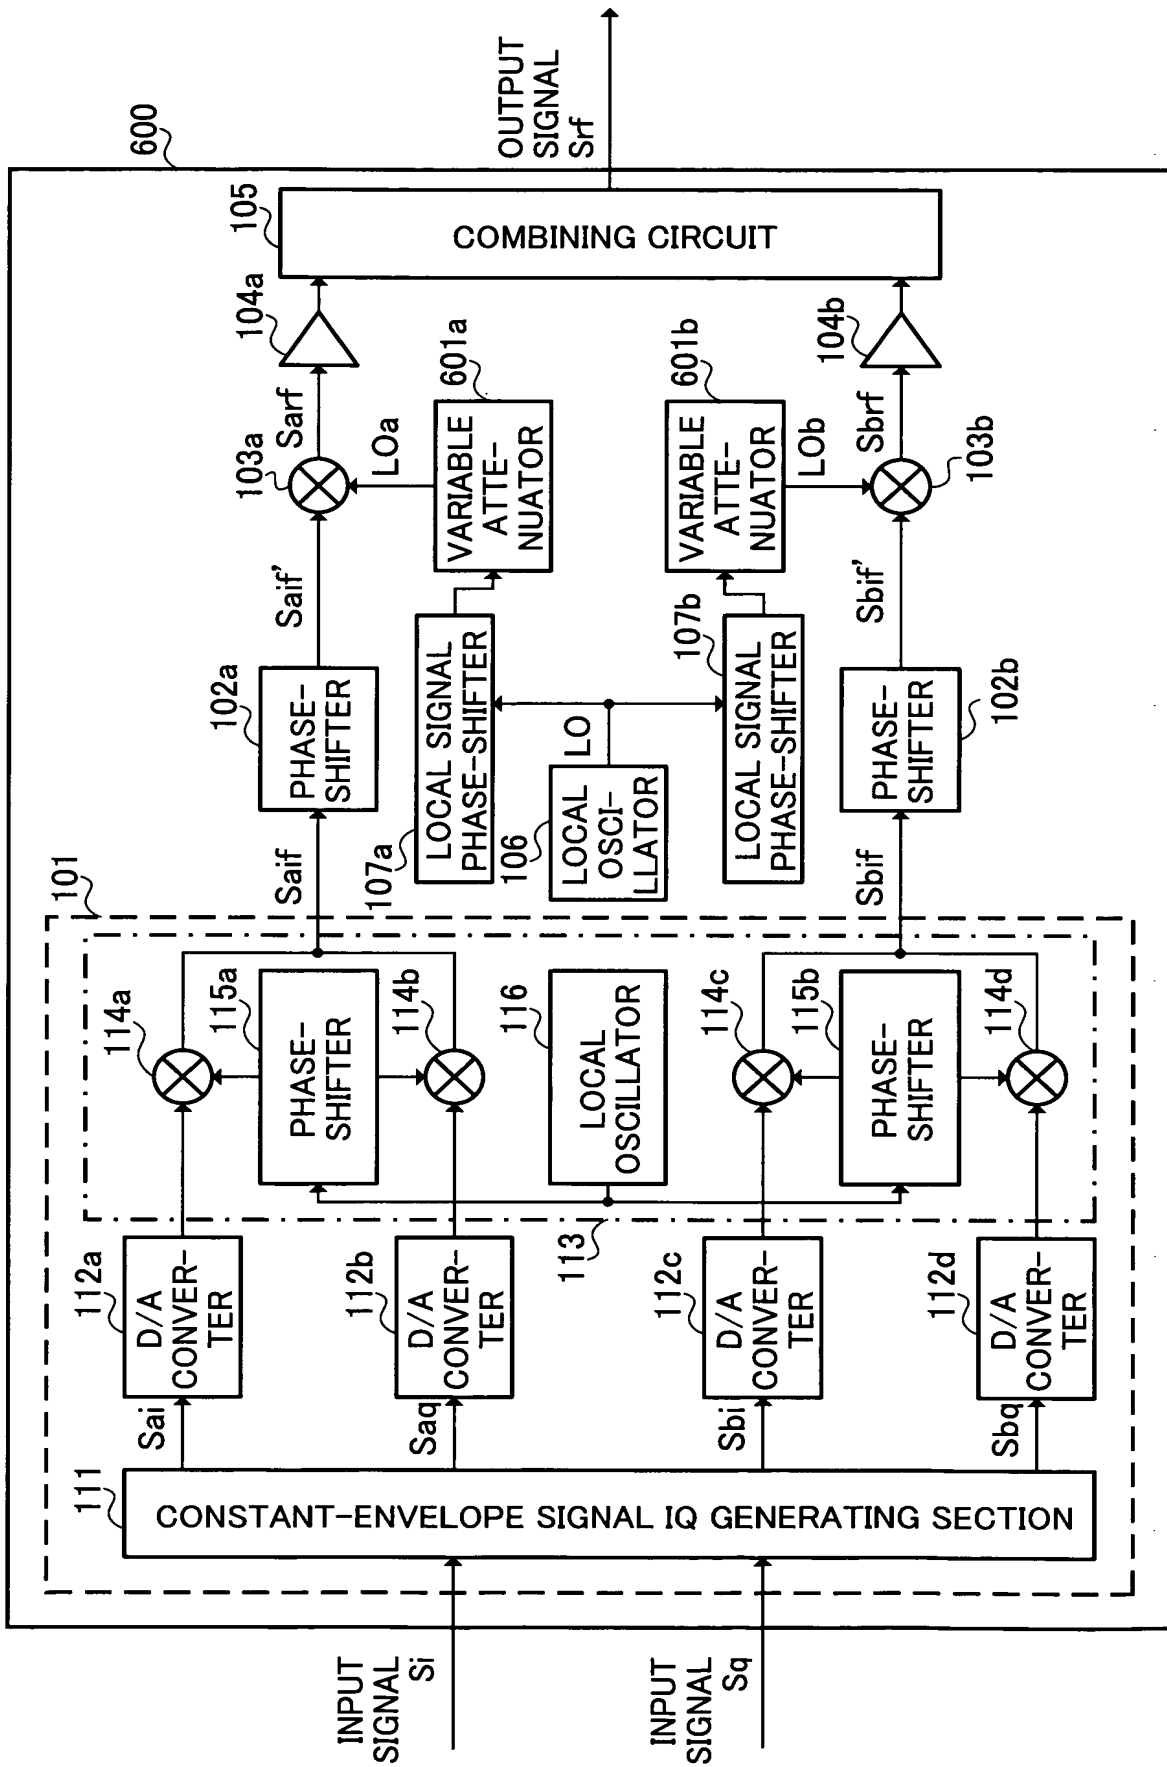 600
OUTPUT
SIGNAL
Srf
105
COMBINING CIRCUIT
104a
104b
Sarf
103a
LOa
601a
VARIABLE
ATTE-
NUATOR
601b
VARIABLE
ATTE-
NUATOR
LOb
Sbrf
103b
Saif'
Sbif'
102a
PHASE-
SHIFTER
107a
LOCAL SIGNAL
PHASE-SHIFTER
LO
106
LOCAL
OSCI-
LLATOR
107b
LOCAL SIGNAL
PHASE-SHIFTER
102b
PHASE-
SHIFTER
Saif
Sbif
101
114a
115a
PHASE-
SHIFTER
114b
116
LOCAL
OSCILLATOR
114c
115b
PHASE-
SHIFTER
114d
113
112a
D/A
CONVER-
TER
112b
D/A
CONVER-
TER
112c
D/A
CONVER-
TER
112d
D/A
CONVER-
TER
Sai
Saq
Sbi
Sbq
111
CONSTANT-ENVELOPE SIGNAL IQ GENERATING SECTION
INPUT
SIGNAL
Si
INPUT
SIGNAL
Sq